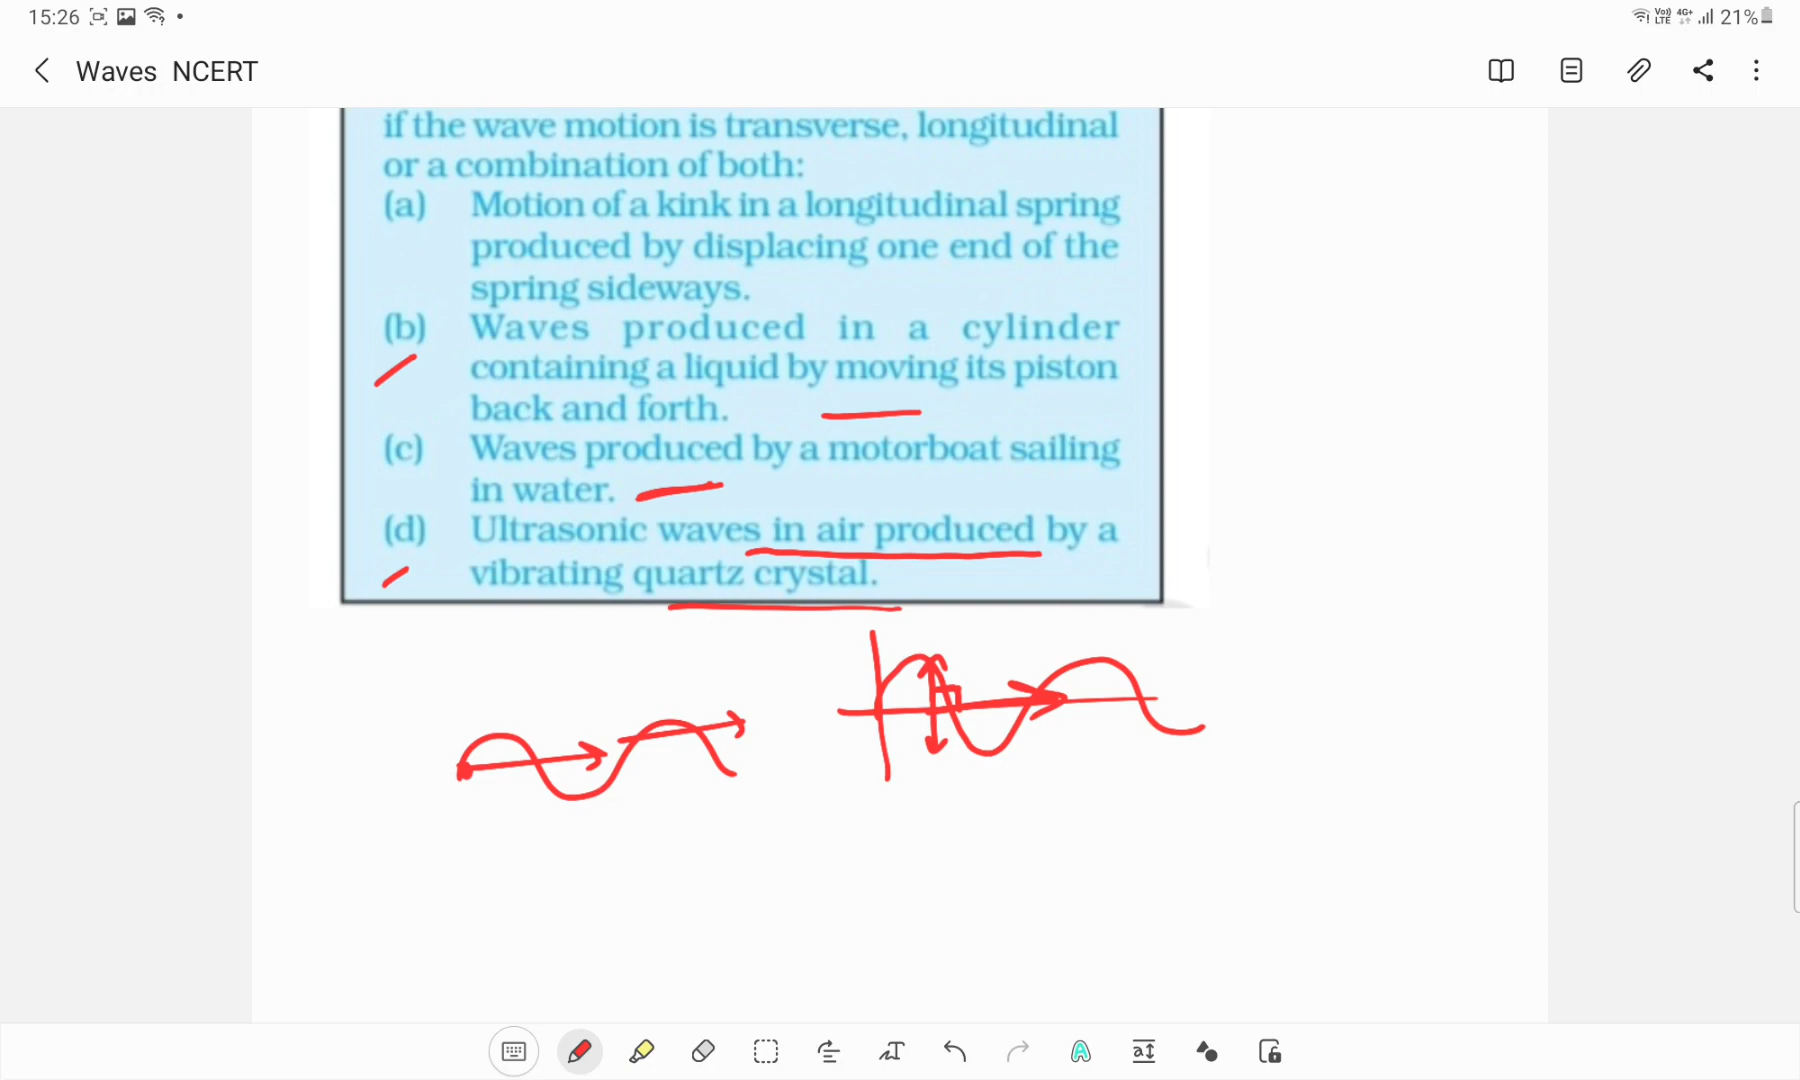 15:26
Vo)) LTE 4G+ 21%
Waves NCERT
if the wave motion is transverse, longitudinal
or a combination of both:
(a) Motion of a kink in a longitudinal spring
produced by displacing one end of the
spring sideways.
(b) Waves produced in a cylinder
containing a liquid by moving its piston
back and forth.
(c) Waves produced by a motorboat sailing
in water.
(d) Ultrasonic waves in air produced by a
vibrating quartz crystal.